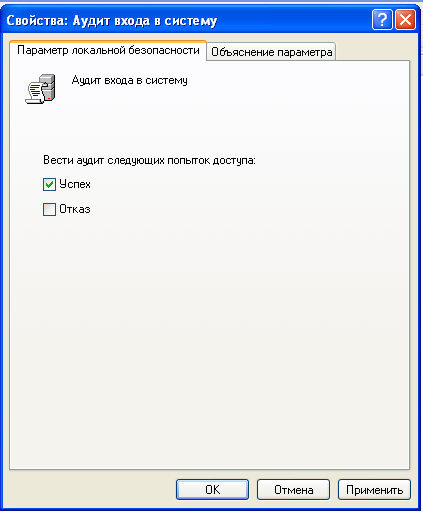 Свойства: Аудит входа в систему
Параметр локальной безопасности
Объяснение параметра
Аудит входа в систему
Вести аудит следующих попыток доступа:
Успех
Отказ
OK
Отмена
Применить